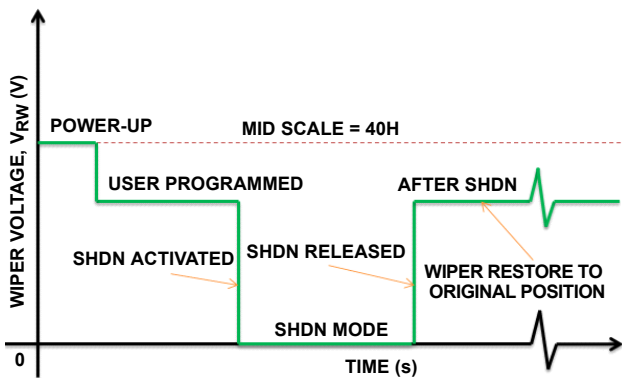 WIPER VOLTAGE, VRW (V)
POWER-UP
MID SCALE = 40H
USER PROGRAMMED
AFTER SHDN
SHDN ACTIVATED
SHDN RELEASED
WIPER RESTORE TO
ORIGINAL POSITION
SHDN MODE
0
TIME (s)